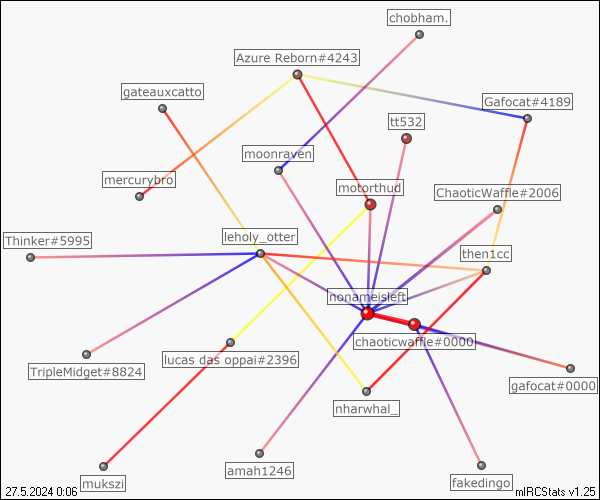 chobham.
Azure Reborn#4243
gateauxcatto
Gafocat#4189
tt532
moonraven
mercurybro
motorthud
ChaoticWaffle#2006
Thinker#5995
leholy_otter
then1cc
nonameisleft
chaoticwaffle#0000
lucas das oppai#2396
TripleMidget#8824
gafocat#0000
nharwhal_
amah1246
mukszi
fakedingo
27.5.2024 0:06
mIRCStats v1.25